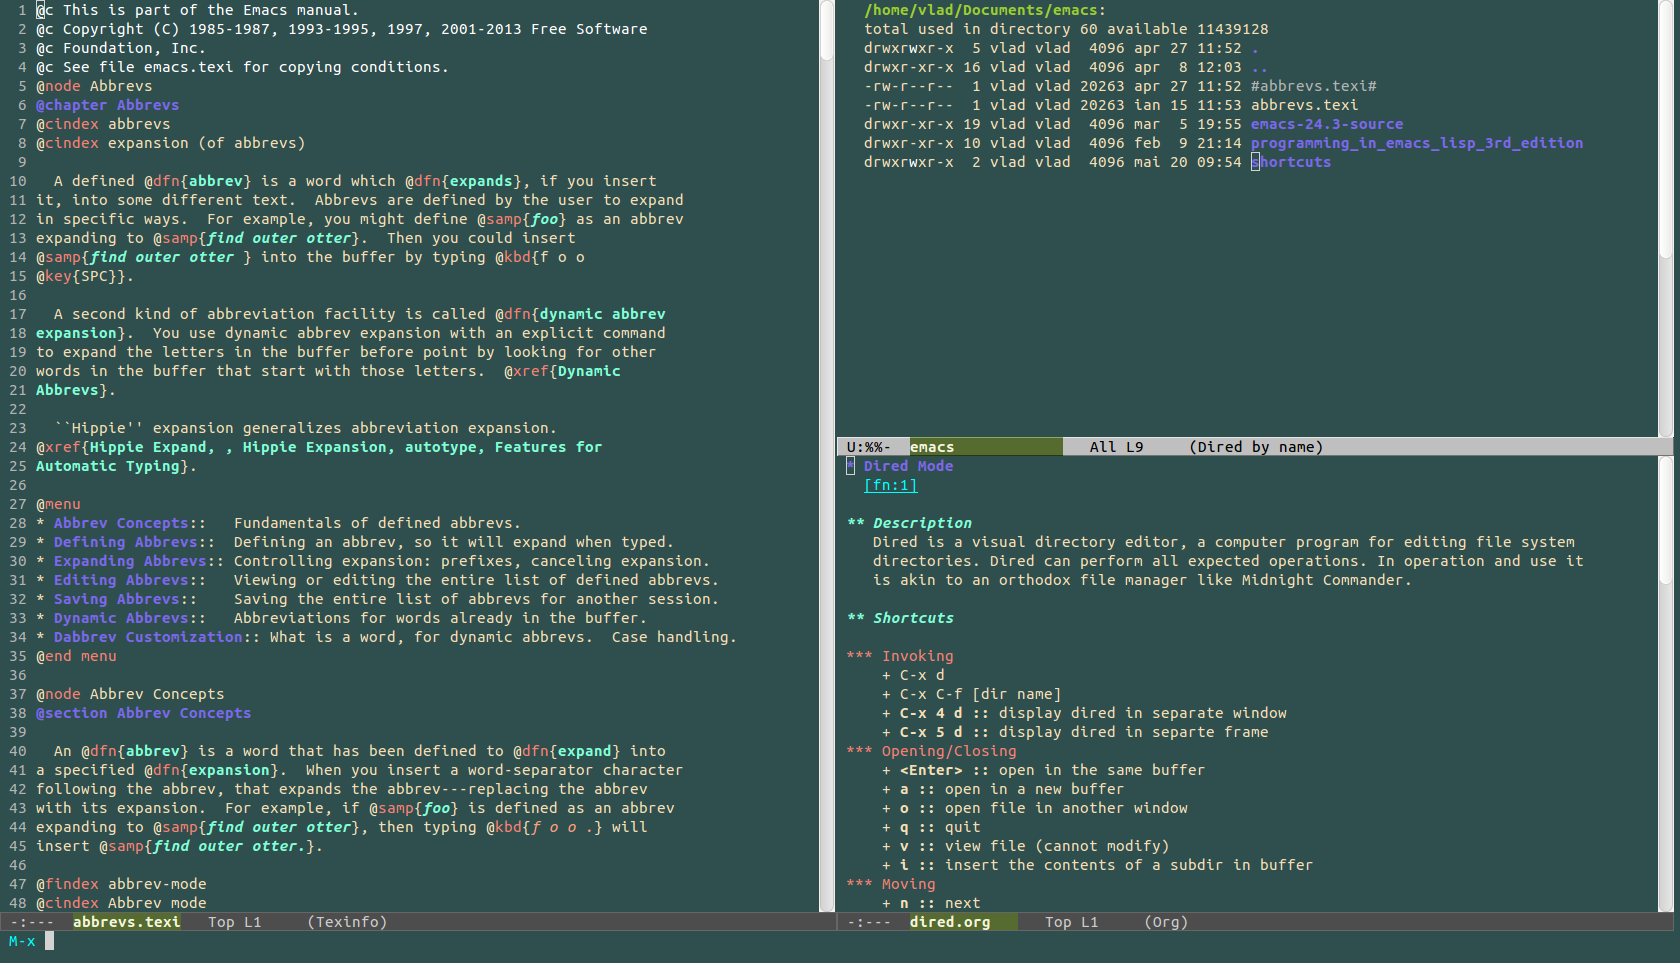 1 @c This is part of the Emacs manual.
2 @c Copyright (C) 1985-1987, 1993-1995, 1997, 2001-2013 Free Software
3 @c Foundation, Inc.
4 @c See file emacs.texi for copying conditions.
5 @node Abbrevs
6 @chapter Abbrevs
7 @cindex abbrevs
8 @cindex expansion (of abbrevs)
9
10   A defined @dfn{abbrev} is a word which @dfn{expands}, if you insert
11 it, into some different text.  Abbrevs are defined by the user to expand
12 in specific ways.  For example, you might define @samp{foo} as an abbrev
13 expanding to @samp{find outer otter}.  Then you could insert
14 @samp{find outer otter } into the buffer by typing @kbd{f o o
15 @key{SPC}}.
16
17   A second kind of abbreviation facility is called @dfn{dynamic abbrev
18 expansion}.  You use dynamic abbrev expansion with an explicit command
19 to expand the letters in the buffer before point by looking for other
20 words in the buffer that start with those letters.  @xref{Dynamic
21 Abbrevs}.
22
23   ``Hippie'' expansion generalizes abbreviation expansion.
24 @xref{Hippie Expand, , Hippie Expansion, autotype, Features for
25 Automatic Typing}.
26
27 @menu
28 * Abbrev Concepts::   Fundamentals of defined abbrevs.
29 * Defining Abbrevs::  Defining an abbrev, so it will expand when typed.
30 * Expanding Abbrevs:: Controlling expansion: prefixes, canceling expansion.
31 * Editing Abbrevs::   Viewing or editing the entire list of defined abbrevs.
32 * Saving Abbrevs::    Saving the entire list of abbrevs for another session.
33 * Dynamic Abbrevs::   Abbreviations for words already in the buffer.
34 * Dabbrev Customization:: What is a word, for dynamic abbrevs.  Case handling.
35 @end menu
36
37 @node Abbrev Concepts
38 @section Abbrev Concepts
39
40   An @dfn{abbrev} is a word that has been defined to @dfn{expand} into
41 a specified @dfn{expansion}.  When you insert a word-separator character
42 following the abbrev, that expands the abbrev---replacing the abbrev
43 with its expansion.  For example, if @samp{foo} is defined as an abbrev
44 expanding to @samp{find outer otter}, then typing @kbd{f o o .} will
45 insert @samp{find outer otter.}.
46
47 @findex abbrev-mode
48 @cindex Abbrev mode
-:---  abbrevs.texi   Top L1     (Texinfo)
M-x
/home/vlad/Documents/emacs:
total used in directory 60 available 11439128
drwxrwxr-x  5 vlad vlad  4096 apr 27 11:52 .
drwxr-xr-x 16 vlad vlad  4096 apr  8 12:03 ..
-rw-r--r--  1 vlad vlad 20263 apr 27 11:52 #abbrevs.texi#
-rw-r--r--  1 vlad vlad 20263 ian 15 11:53 abbrevs.texi
drwxr-xr-x 19 vlad vlad  4096 mar  5 19:55 emacs-24.3-source
drwxr-xr-x 10 vlad vlad  4096 feb  9 21:14 programming_in_emacs_lisp_3rd_edition
drwxrwxr-x  2 vlad vlad  4096 mai 20 09:54 shortcuts
U:%%-  emacs   All L9     (Dired by name)
* Dired Mode
[fn:1]
** Description
Dired is a visual directory editor, a computer program for editing file system
directories. Dired can perform all expected operations. In operation and use it
is akin to an orthodox file manager like Midnight Commander.
** Shortcuts
*** Invoking
+ C-x d
+ C-x C-f [dir name]
+ C-x 4 d :: display dired in separate window
+ C-x 5 d :: display dired in separte frame
*** Opening/Closing
+ <Enter> :: open in the same buffer
+ a :: open in a new buffer
+ o :: open file in another window
+ q :: quit
+ v :: view file (cannot modify)
+ i :: insert the contents of a subdir in buffer
*** Moving
+ n :: next
-:---  dired.org   Top L1     (Org)